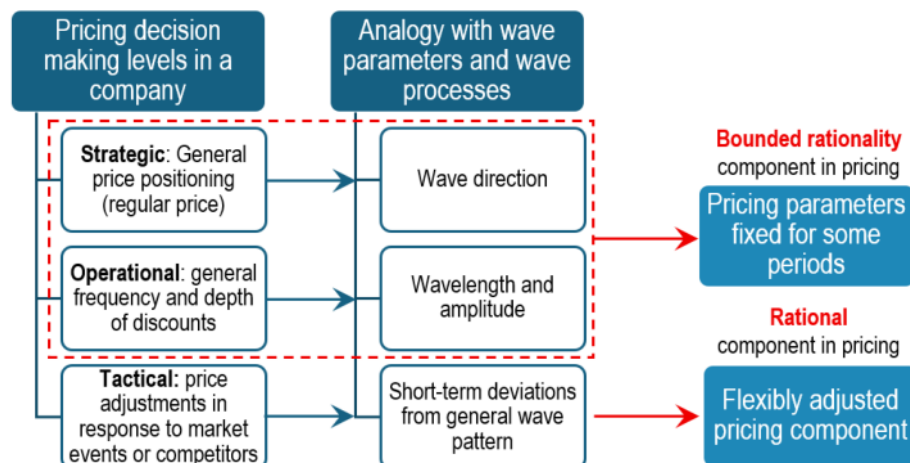 Pricing decision
making levels in a
company
Analogy with wave
parameters and wave
processes
Strategic: General
price positioning
(regular price)
Wave direction
Bounded rationality
component in pricing
Pricing parameters
fixed for some
periods
Operational: general
frequency and depth
of discounts
Wavelength and
amplitude
Rational
component in pricing
Tactical: price
adjustments in
response to market
events or competitors
Short-term deviations
from general wave
pattern
Flexibly adjusted
pricing component